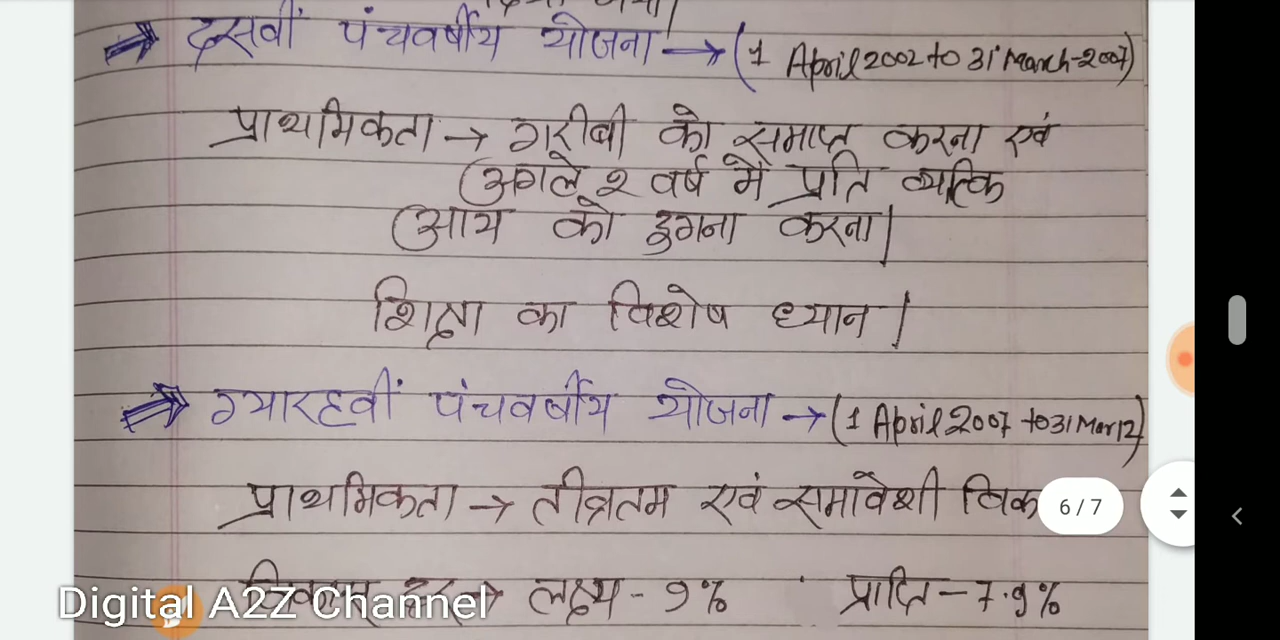 दसवीं पंचवर्षीय योजना → (1 April 2002 to 31 March-2007)
प्राथमिकता → गरीबी को समाप्त करना एवं
अगले 2 वर्ष में प्रति व्यक्ति
आय को दुगना करना|
शिक्षा का विशेष ध्यान|
ग्यारहवीं पंचवर्षीय योजना → (1 April 2007 to 31 Mar 12)
प्राथमिकता → तीव्रतम एवं समावेशी विक
6 / 7
विकास दर → लक्ष्य - 9% प्राप्ति - 7.9%
Digital A2Z Channel